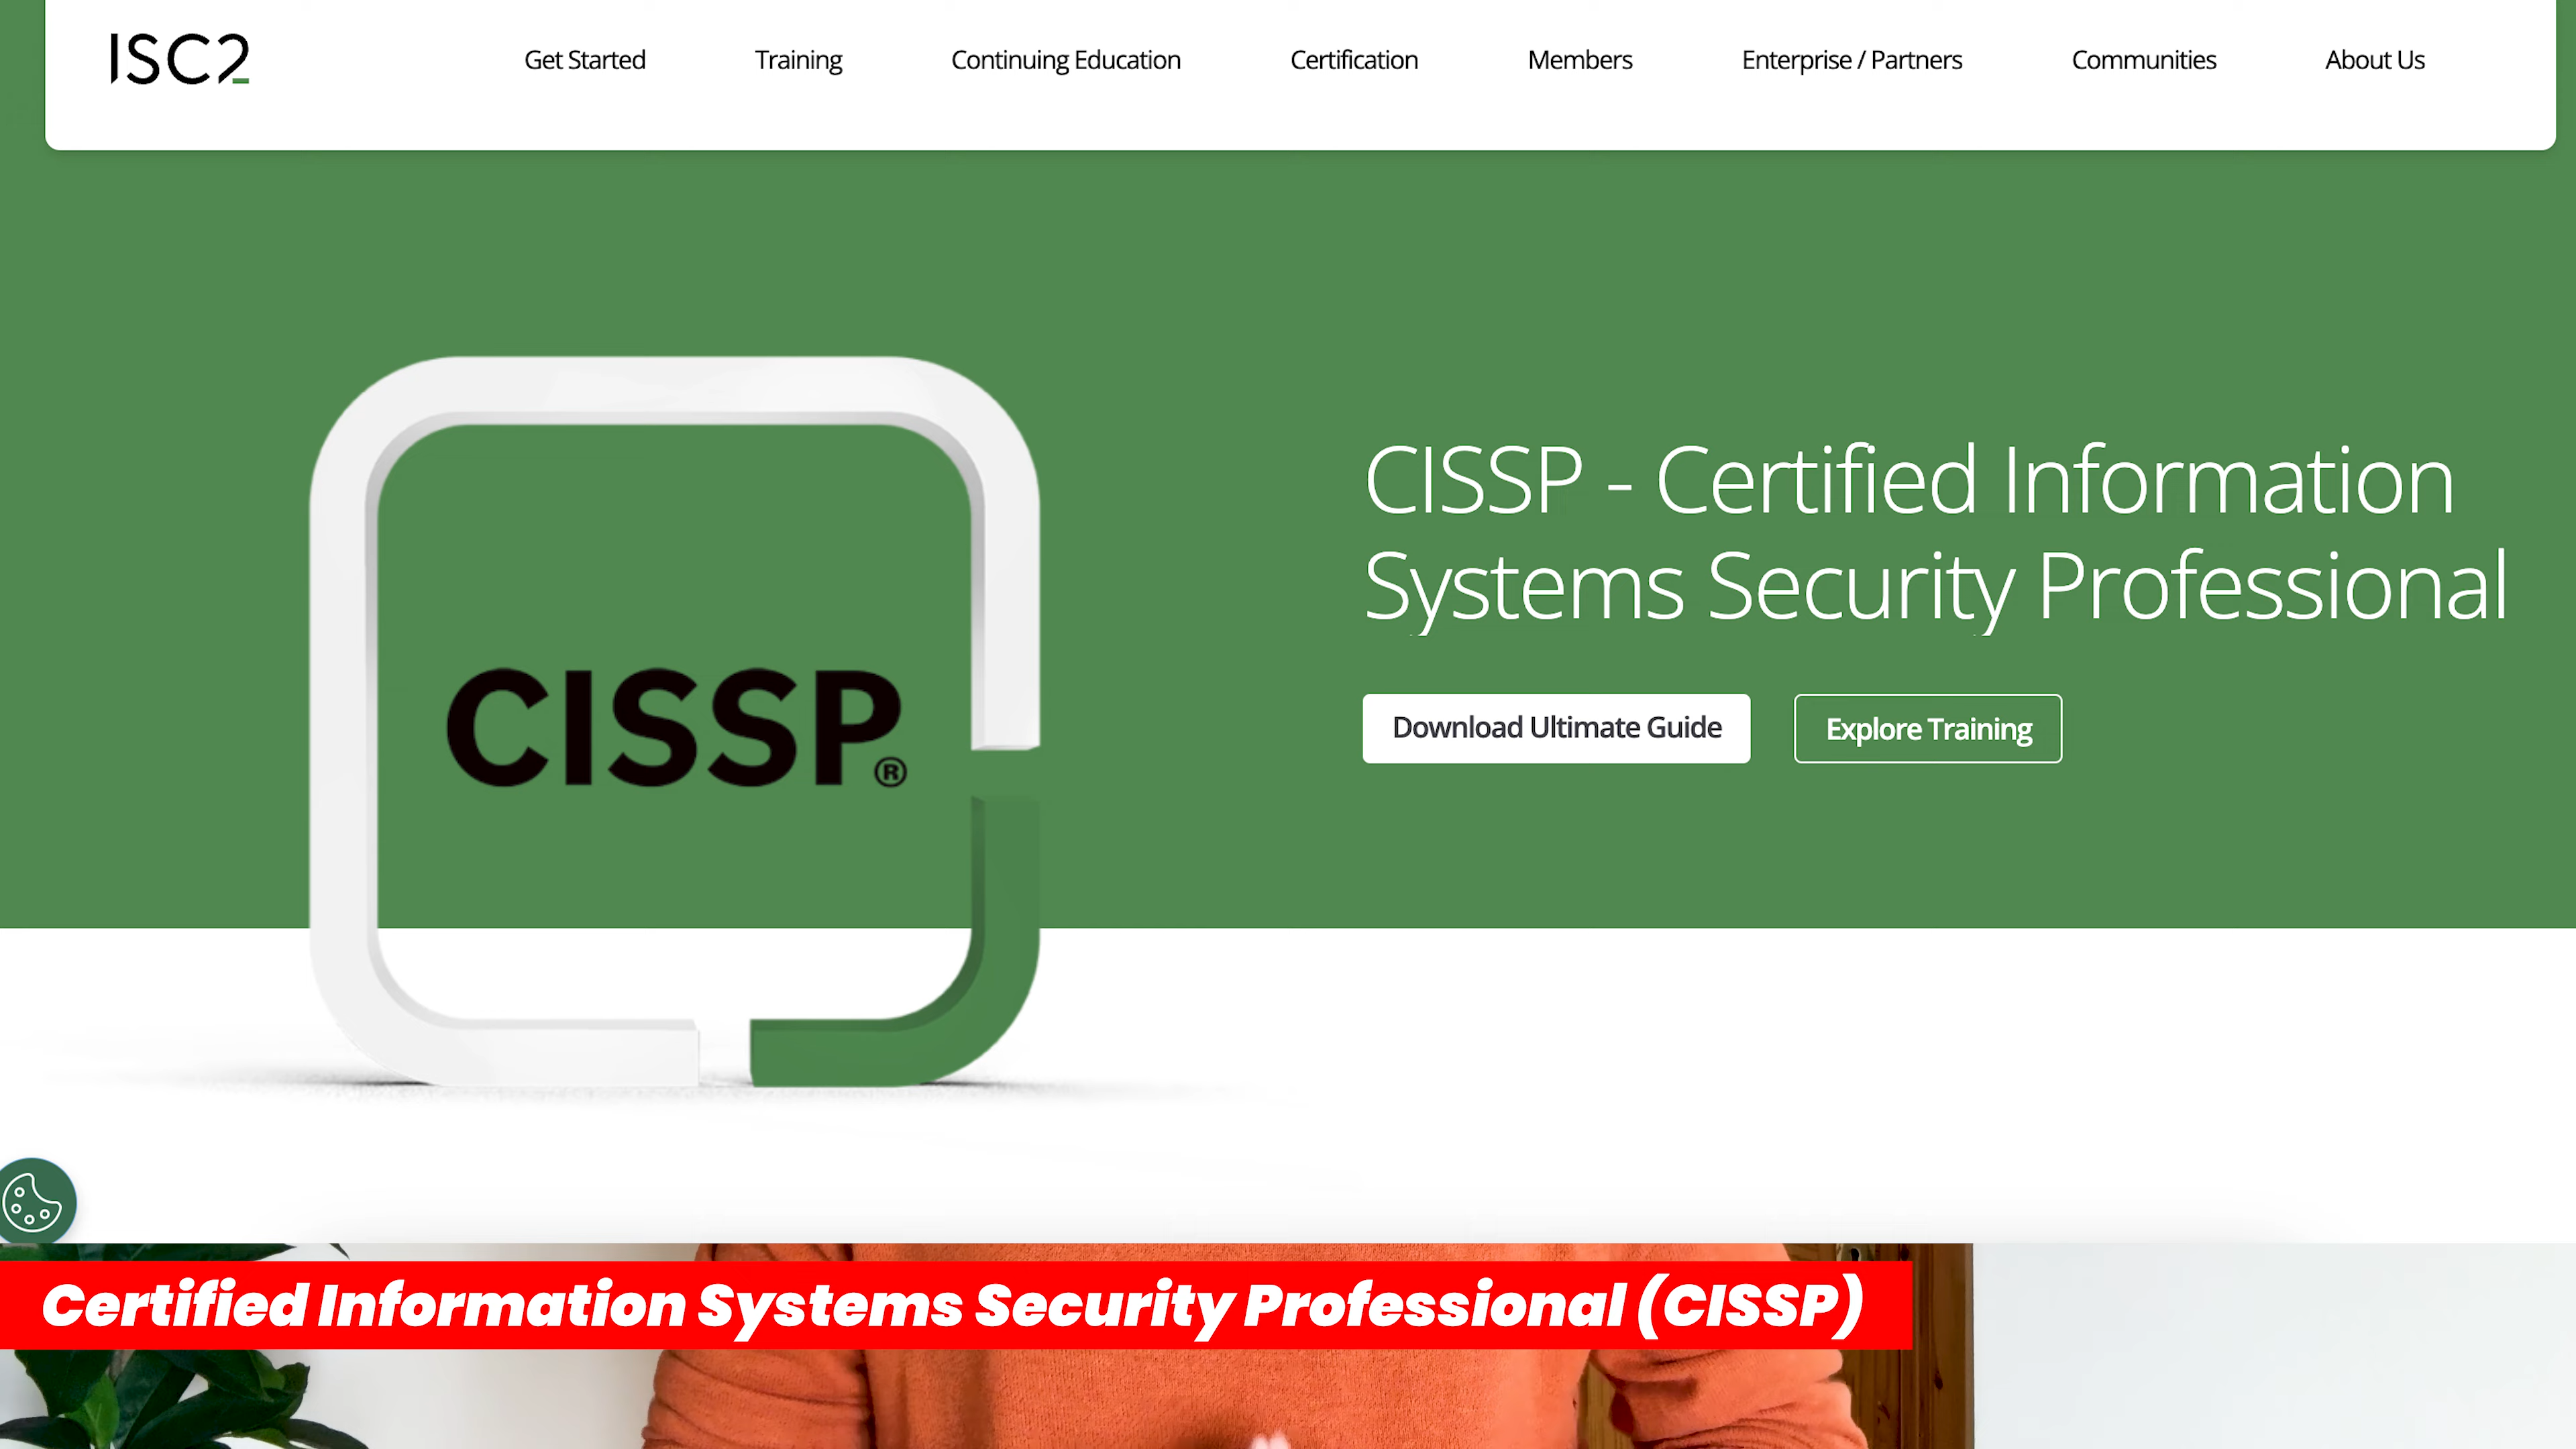 ISC2
Get Started
Training
Continuing Education
Certification
Members
Enterprise / Partners
Communities
About Us
CISSP®
CISSP - Certified Information
Systems Security Professional
Download Ultimate Guide
Explore Training
Certified Information Systems Security Professional (CISSP)